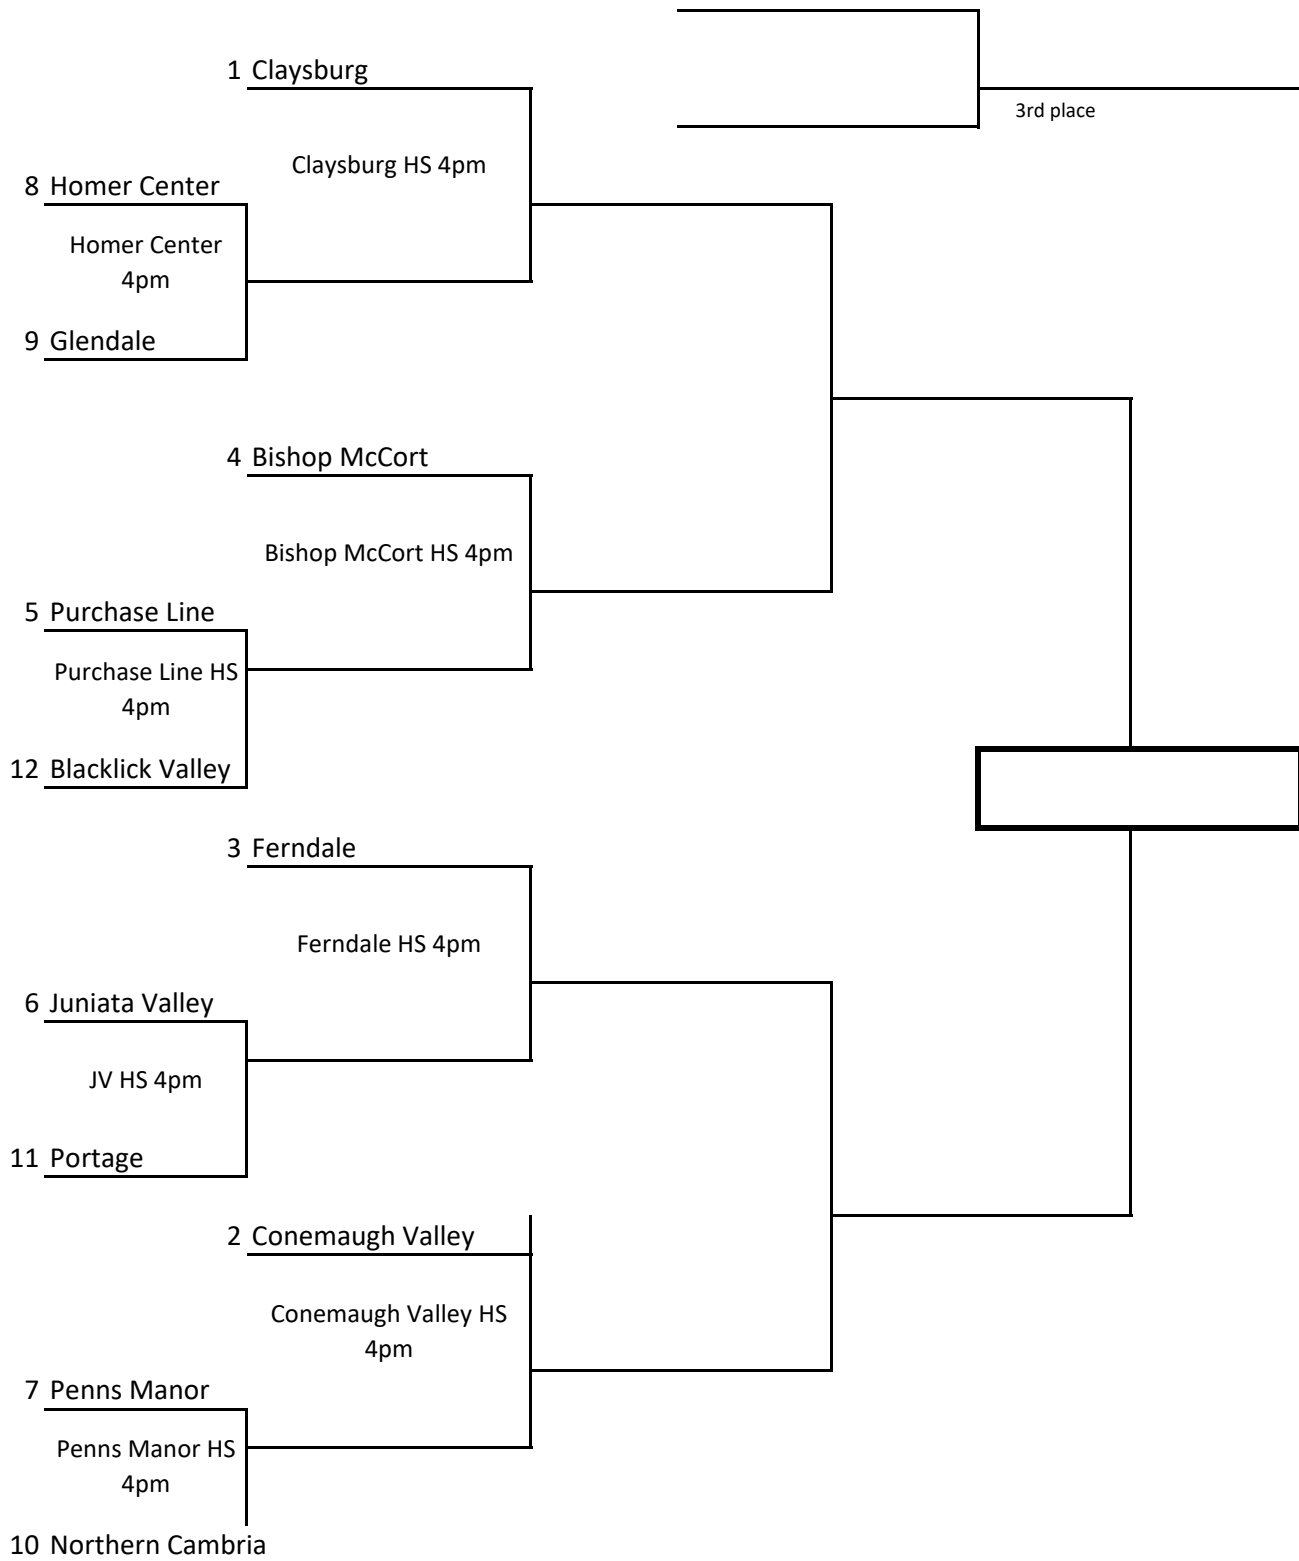 1 Claysburg
3rd place
Claysburg HS 4pm
8 Homer Center
Homer Center
4pm
9 Glendale
4 Bishop McCort
Bishop McCort HS 4pm
5 Purchase Line
Purchase Line HS
4pm
12 Blacklick Valley
3 Ferndale
Ferndale HS 4pm
6 Juniata Valley
JV HS 4pm
11 Portage
2 Conemaugh Valley
Conemaugh Valley HS
4pm
7 Penns Manor
Penns Manor HS
4pm
10 Northern Cambria